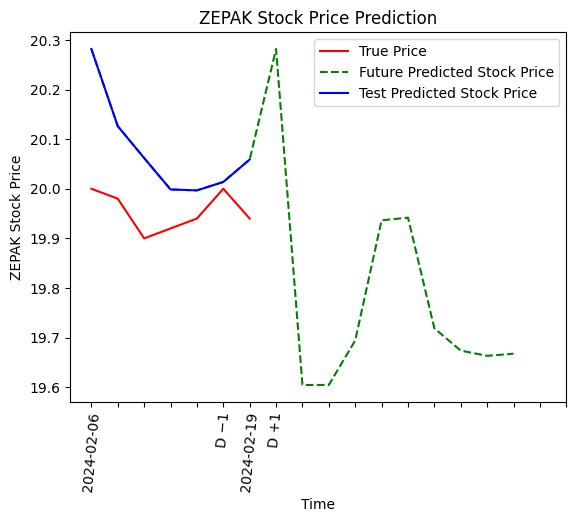 ZEPAK Stock Price Prediction
True Price
Future Predicted Stock Price
Test Predicted Stock Price
ZEPAK Stock Price
20.3
20.2
20.1
20.0
19.9
19.8
19.7
19.6
2024-02-06
D −1
2024-02-19
D +1
Time